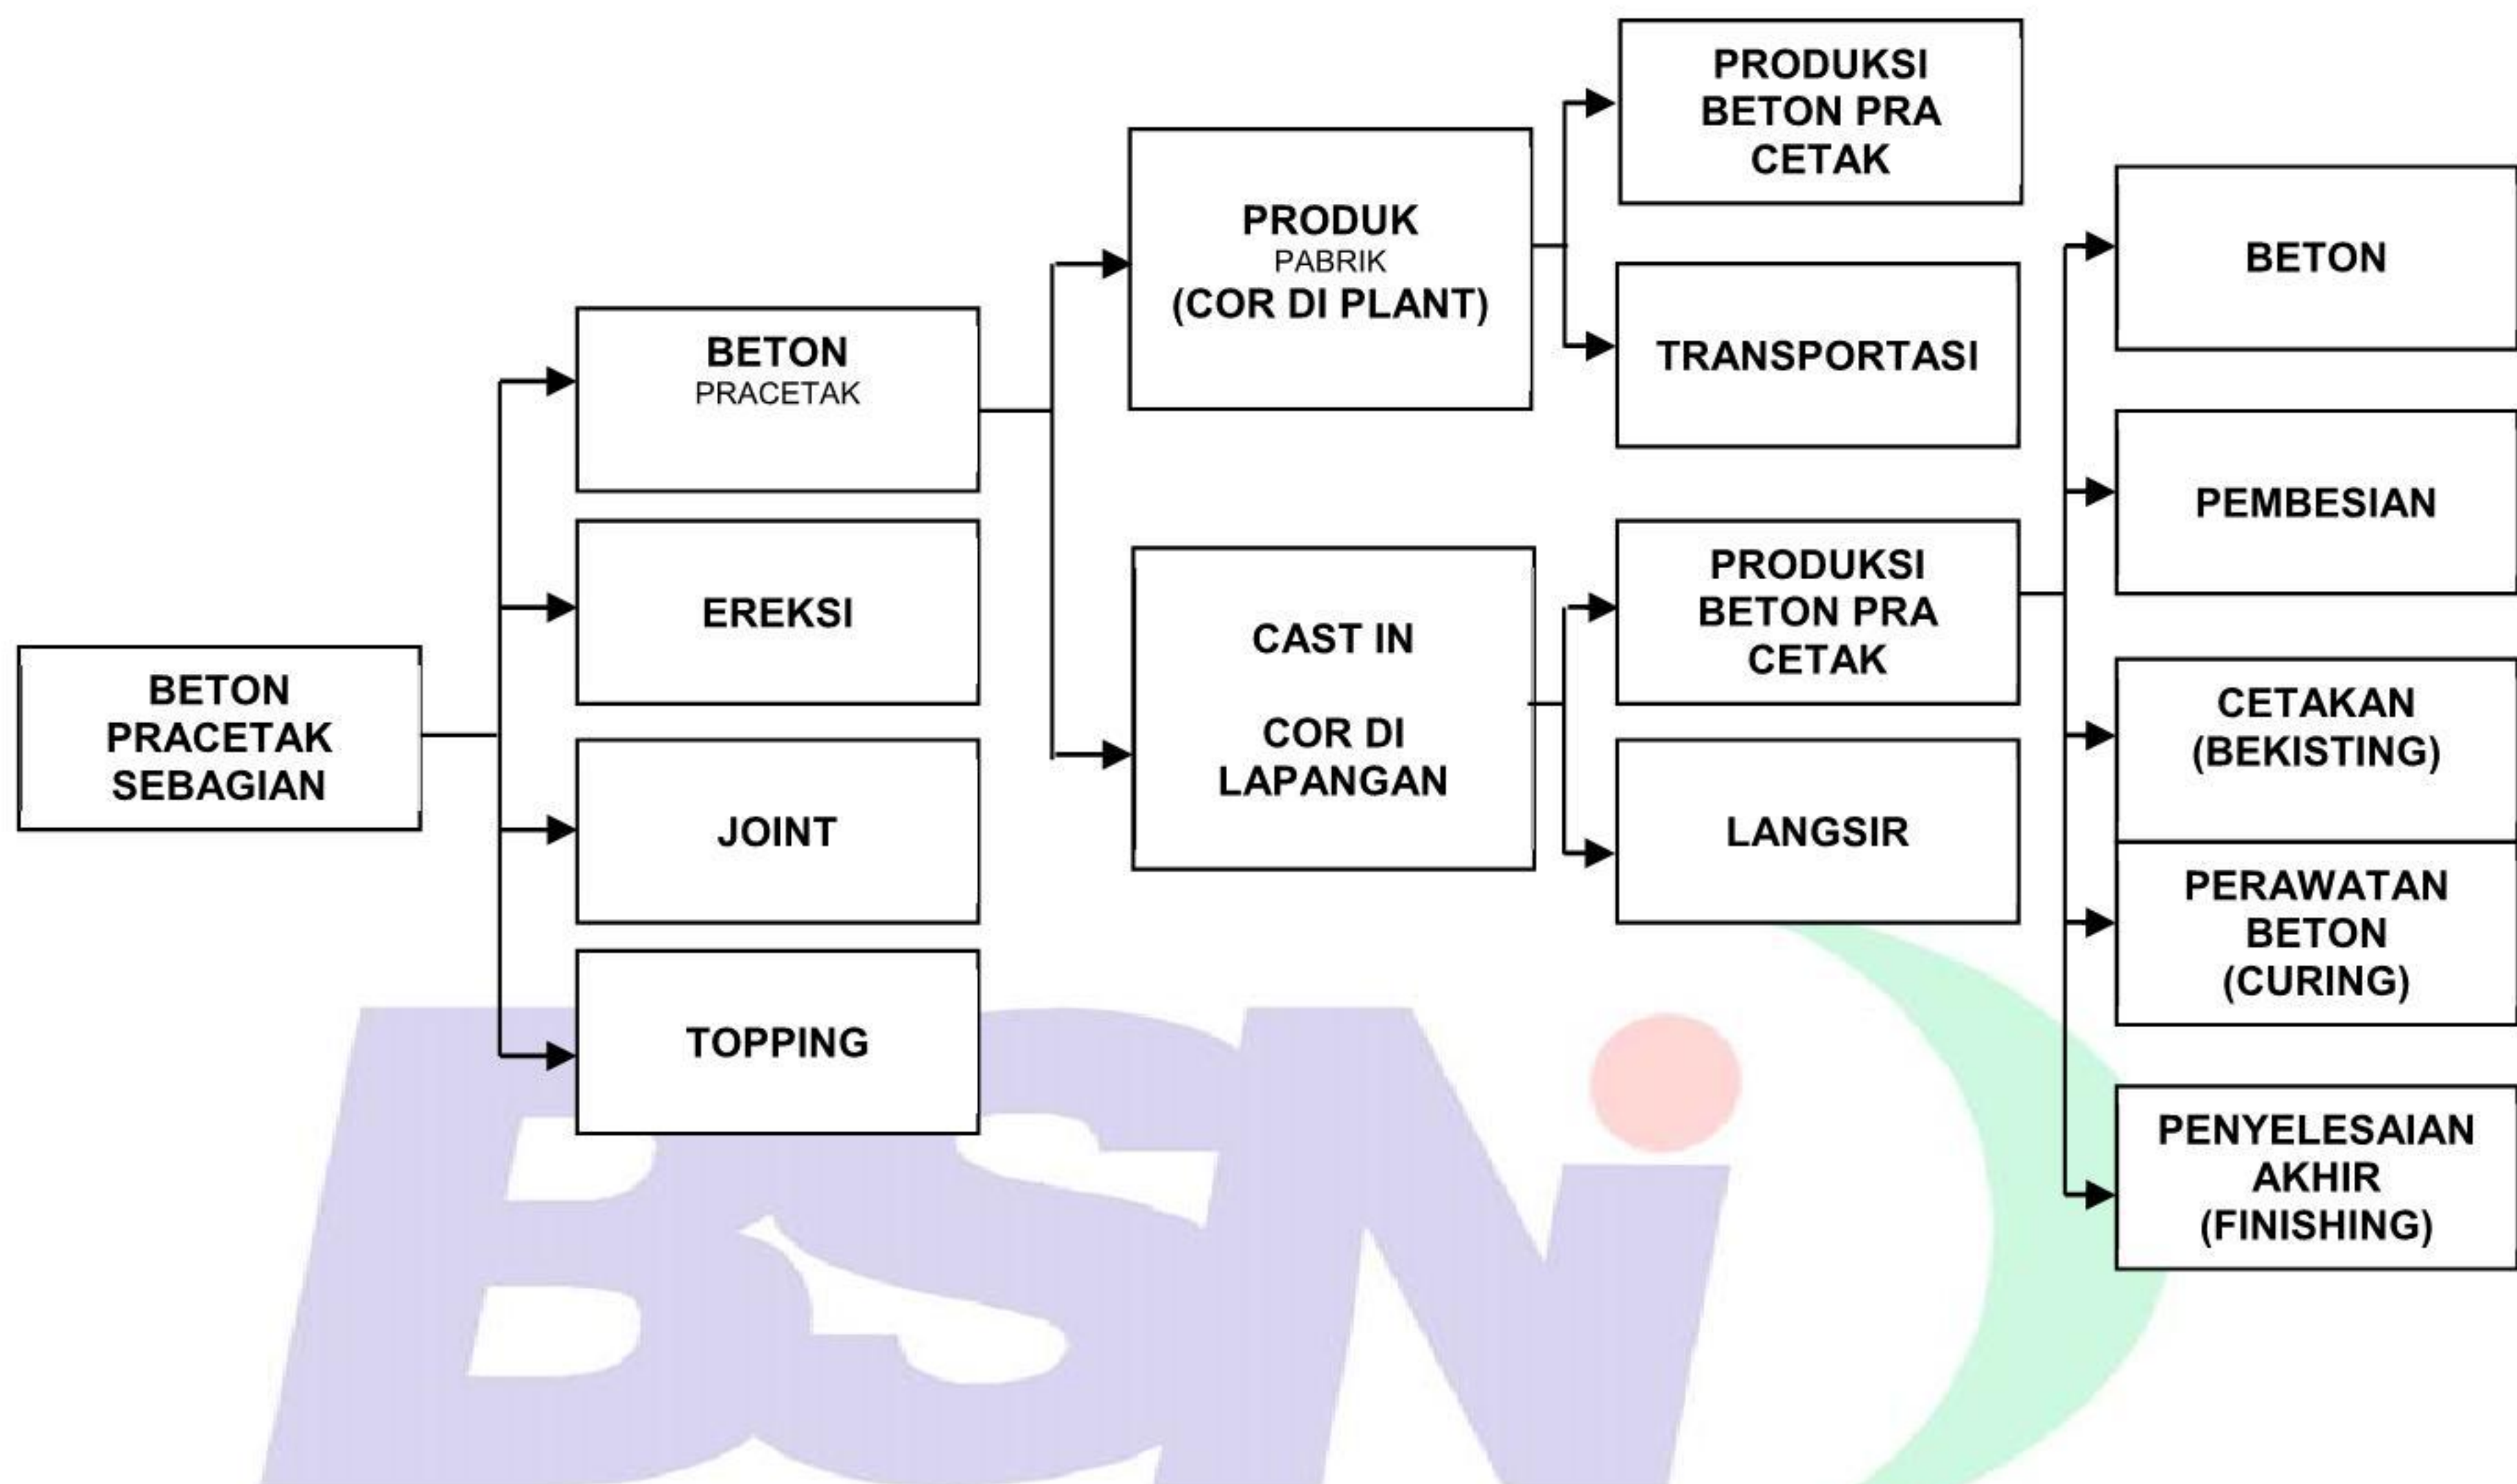 BETON
PRACETAK
SEBAGIAN
BETON
PRACETAK
EREKSI
JOINT
TOPPING
PRODUK
PABRIK
(COR DI PLANT)
CAST IN
COR DI
LAPANGAN
PRODUKSI
BETON PRA
CETAK
TRANSPORTASI
PRODUKSI
BETON PRA
CETAK
LANGSIR
BETON
PEMBESIAN
CETAKAN
(BEKISTING)
PERAWATAN
BETON
(CURING)
PENYELESAIAN
AKHIR
(FINISHING)
BSNi